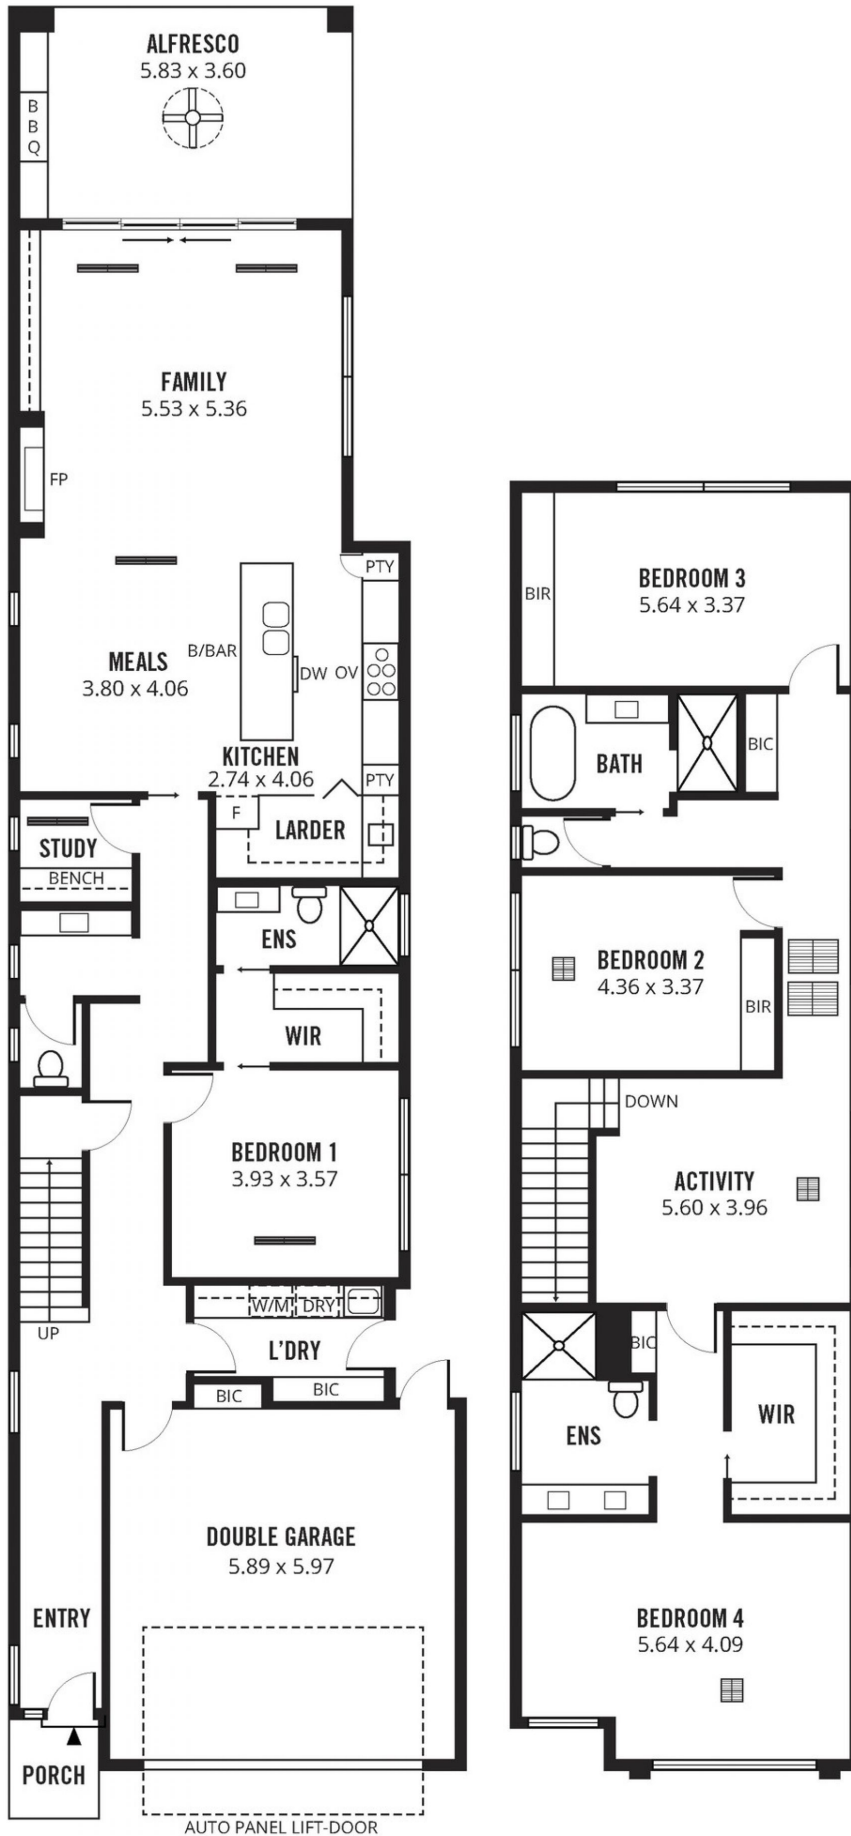 ALFRESCO
5.83 x 3.60
B
B
Q
FAMILY
5.53 x 5.36
FP
PTY
B/BAR
MEALS
3.80 x 4.06
DW
OV
KITCHEN
2.74 x 4.06
PTY
F
LARDER
STUDY
BENCH
ENS
WIR
BEDROOM 1
3.93 x 3.57
UP
W/M
DRY
L'DRY
BIC
BIC
DOUBLE GARAGE
5.89 x 5.97
ENTRY
PORCH
AUTO PANEL LIFT-DOOR
BEDROOM 3
5.64 x 3.37
BIR
BATH
BIC
BEDROOM 2
4.36 x 3.37
BIR
DOWN
ACTIVITY
5.60 x 3.96
BIC
ENS
WIR
BEDROOM 4
5.64 x 4.09